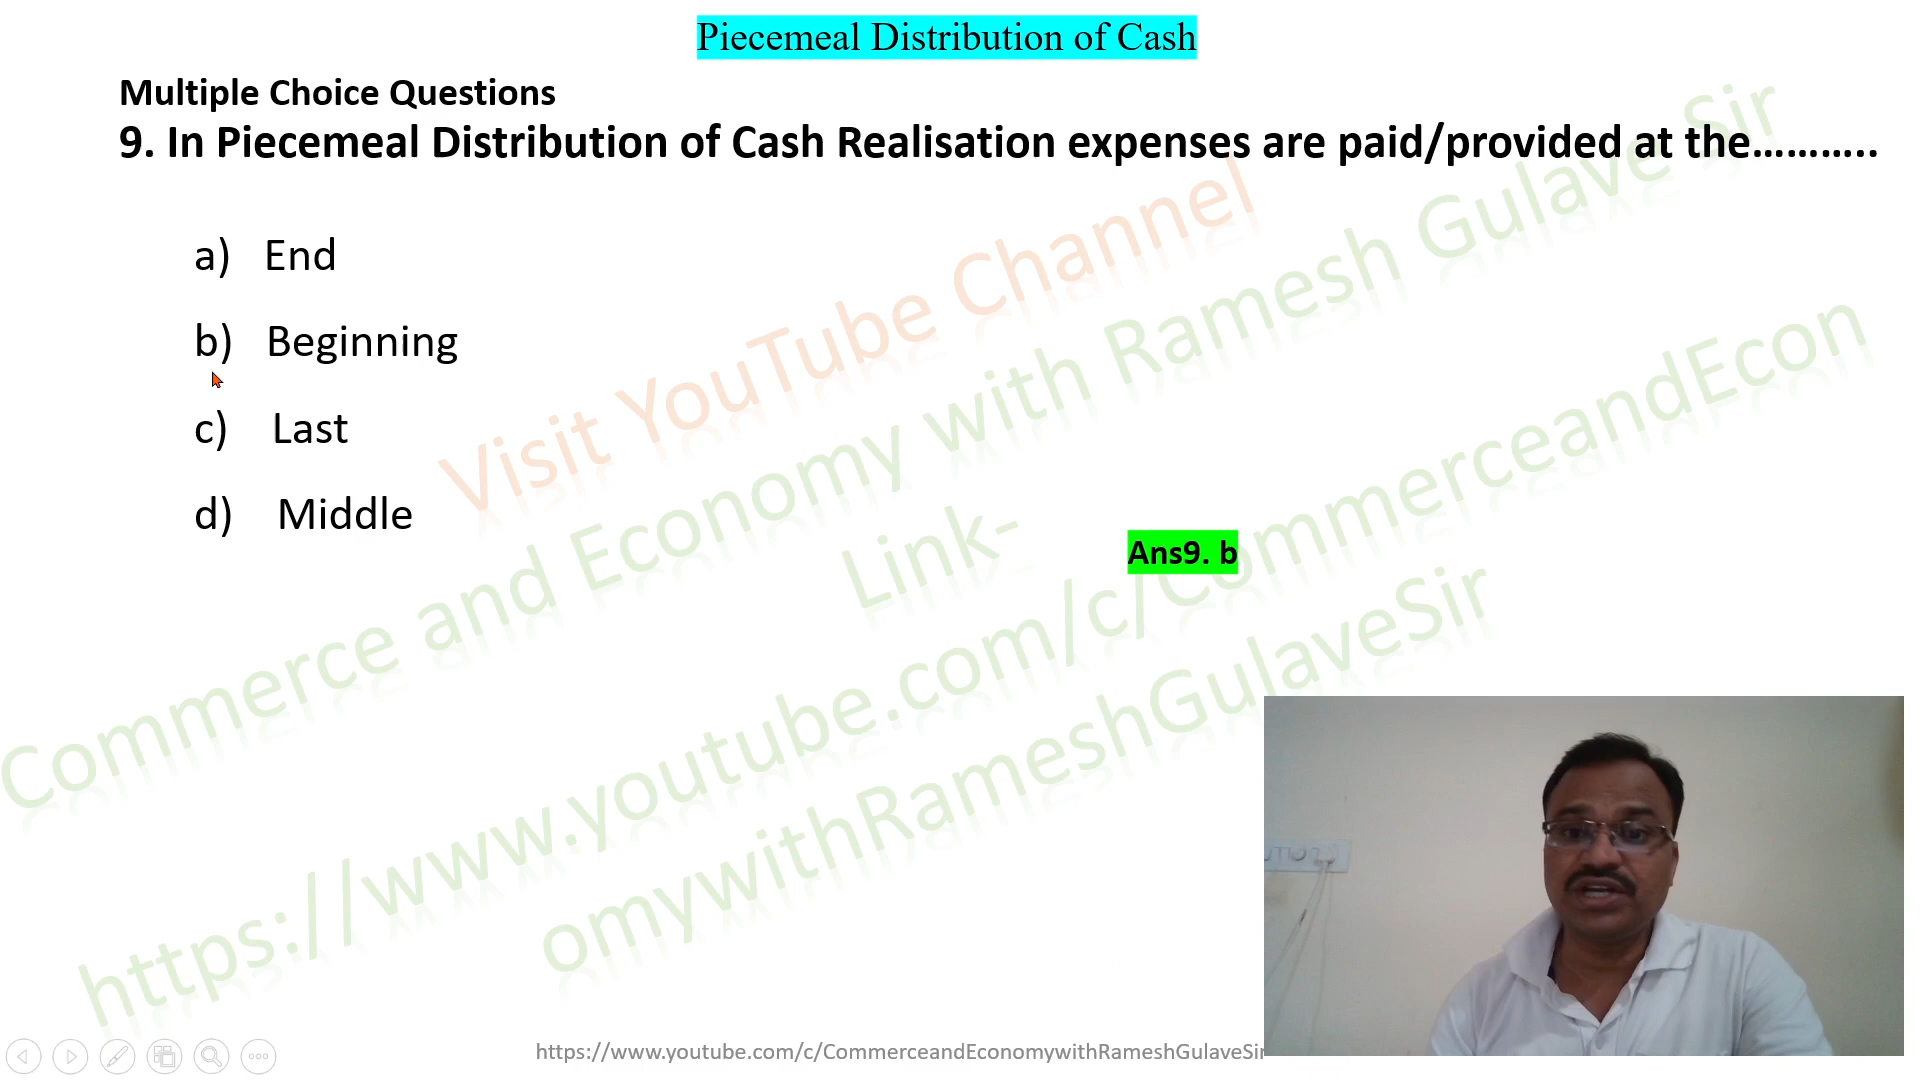 Piecemeal Distribution of Cash
Multiple Choice Questions
9. In Piecemeal Distribution of Cash Realisation expenses are paid/provided at the………..
a) End
b) Beginning
c) Last
d) Middle
Ans9. b
Visit YouTube Channel
Commerce and Economy with Ramesh Gulave Sir
Link-
https://www.youtube.com/c/CommerceandEcon
omywithRameshGulaveSir
https://www.youtube.com/c/CommerceandEconomywithRameshGulaveSir